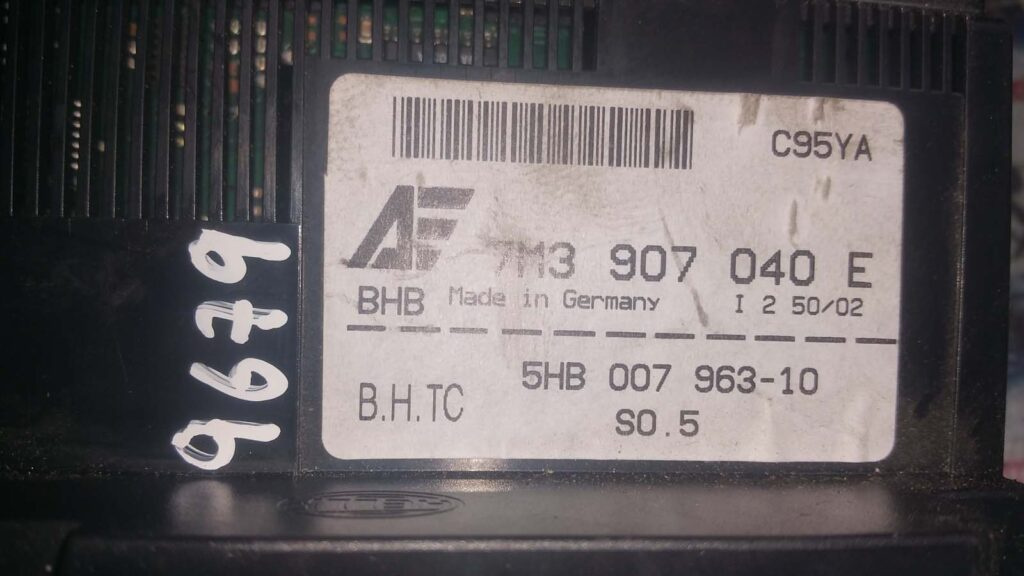 C95YA
AE
7M3 907 040 E
BHB Made in Germany I 2 50/02
5HB 007 963-10
B.H.TC
S0.5
9679